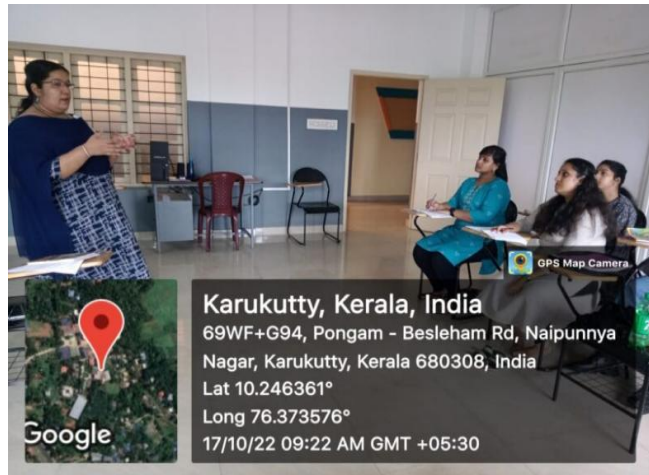 GPS Map Camera
Karukutty, Kerala, India
69WF+G94, Pongam - Besleham Rd, Naipunnya
Nagar, Karukutty, Kerala 680308, India
Lat 10.246361°
Long 76.373576°
17/10/22 09:22 AM GMT +05:30
Google